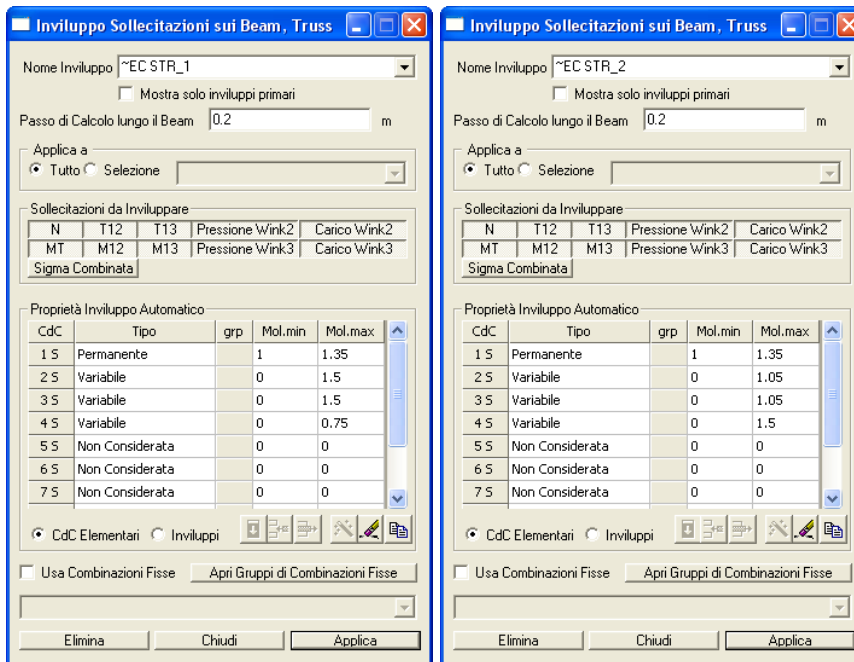 Inviluppo Sollecitazioni sui Beam, Truss
Nome Inviluppo ~EC STR_1
Mostra solo inviluppi primari
Passo di Calcolo lungo il Beam 0.2 m
Applica a
Tutto Selezione
Sollecitazioni da Inviluppare
N T12 T13 Pressione Wink2 Carico Wink2
MT M12 M13 Pressione Wink3 Carico Wink3
Sigma Combinata
Proprietà Inviluppo Automatico
CdC Tipo grp Mol.min Mol.max
1 S Permanente 1 1.35
2 S Variabile 0 1.5
3 S Variabile 0 1.5
4 S Variabile 0 0.75
5 S Non Considerata 0 0
6 S Non Considerata 0 0
7 S Non Considerata 0 0
CdC Elementari Inviluppi
Usa Combinazioni Fisse Apri Gruppi di Combinazioni Fisse
Elimina Chiudi Applica
Inviluppo Sollecitazioni sui Beam, Truss
Nome Inviluppo ~EC STR_2
Mostra solo inviluppi primari
Passo di Calcolo lungo il Beam 0.2 m
Applica a
Tutto Selezione
Sollecitazioni da Inviluppare
N T12 T13 Pressione Wink2 Carico Wink2
MT M12 M13 Pressione Wink3 Carico Wink3
Sigma Combinata
Proprietà Inviluppo Automatico
CdC Tipo grp Mol.min Mol.max
1 S Permanente 1 1.35
2 S Variabile 0 1.05
3 S Variabile 0 1.05
4 S Variabile 0 1.5
5 S Non Considerata 0 0
6 S Non Considerata 0 0
7 S Non Considerata 0 0
CdC Elementari Inviluppi
Usa Combinazioni Fisse Apri Gruppi di Combinazioni Fisse
Elimina Chiudi Applica